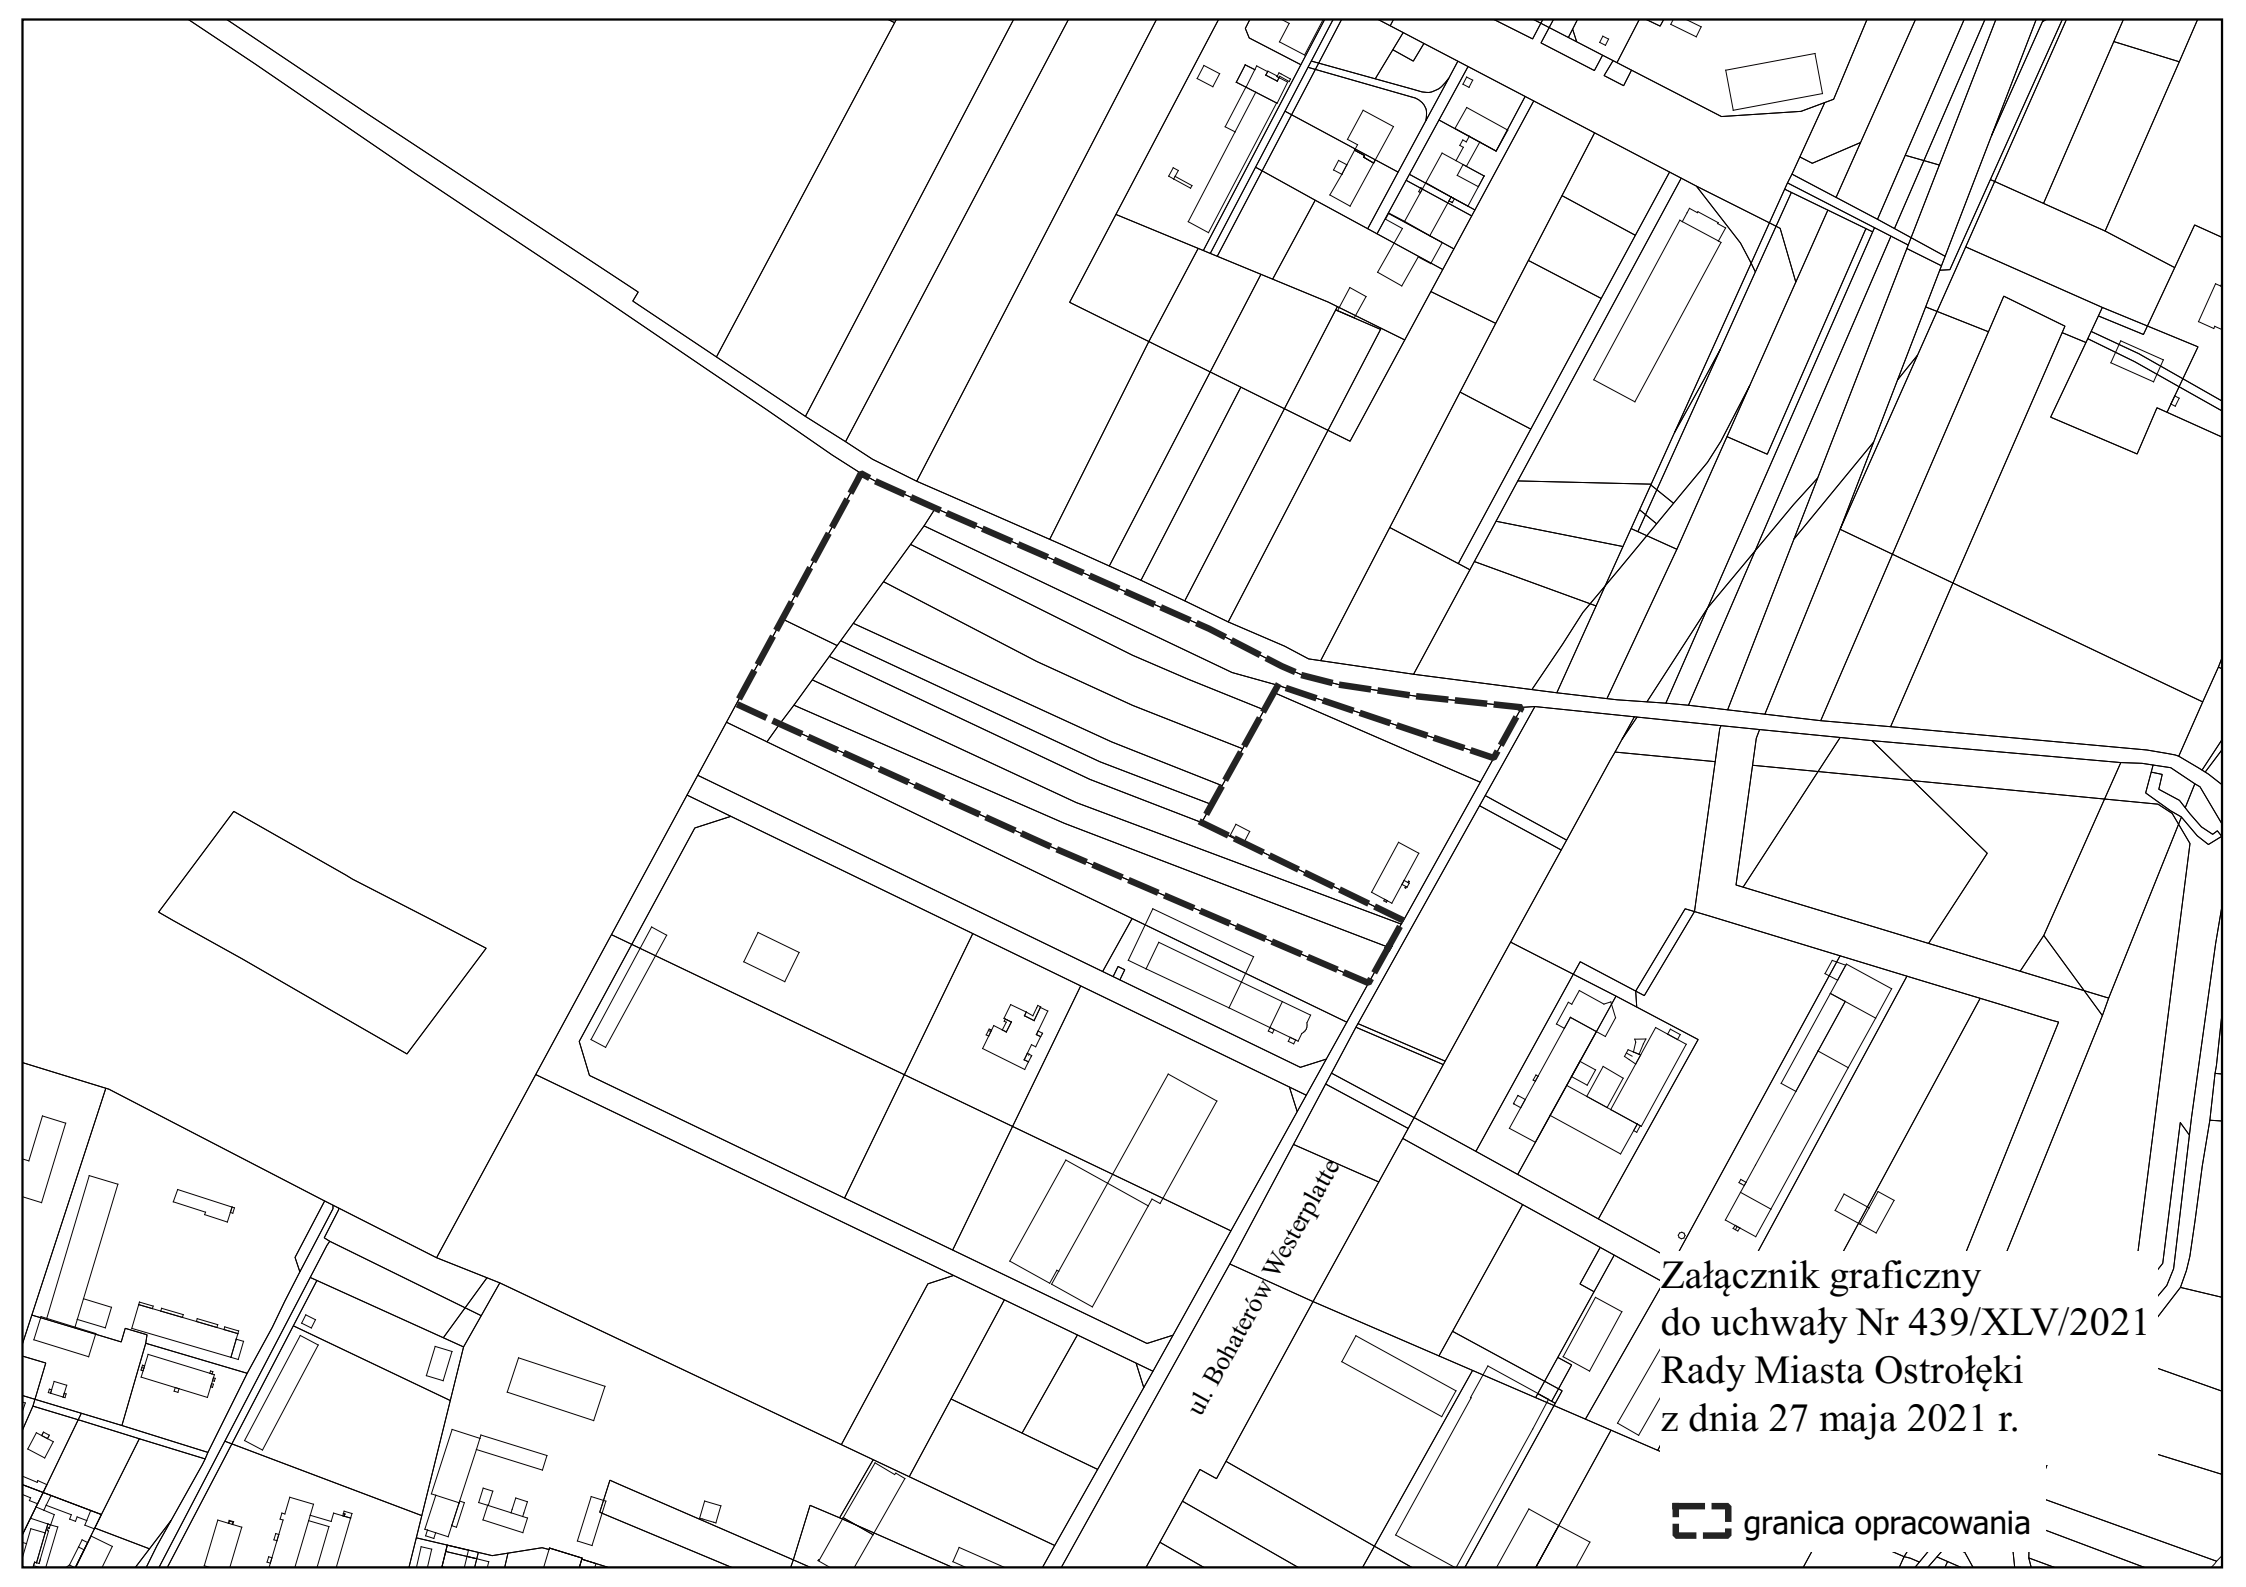 ul. Bohaterów Westerplatte
Załącznik graficzny
do uchwały Nr 439/XLV/2021
Rady Miasta Ostrołęki
z dnia 27 maja 2021 r.
granica opracowania